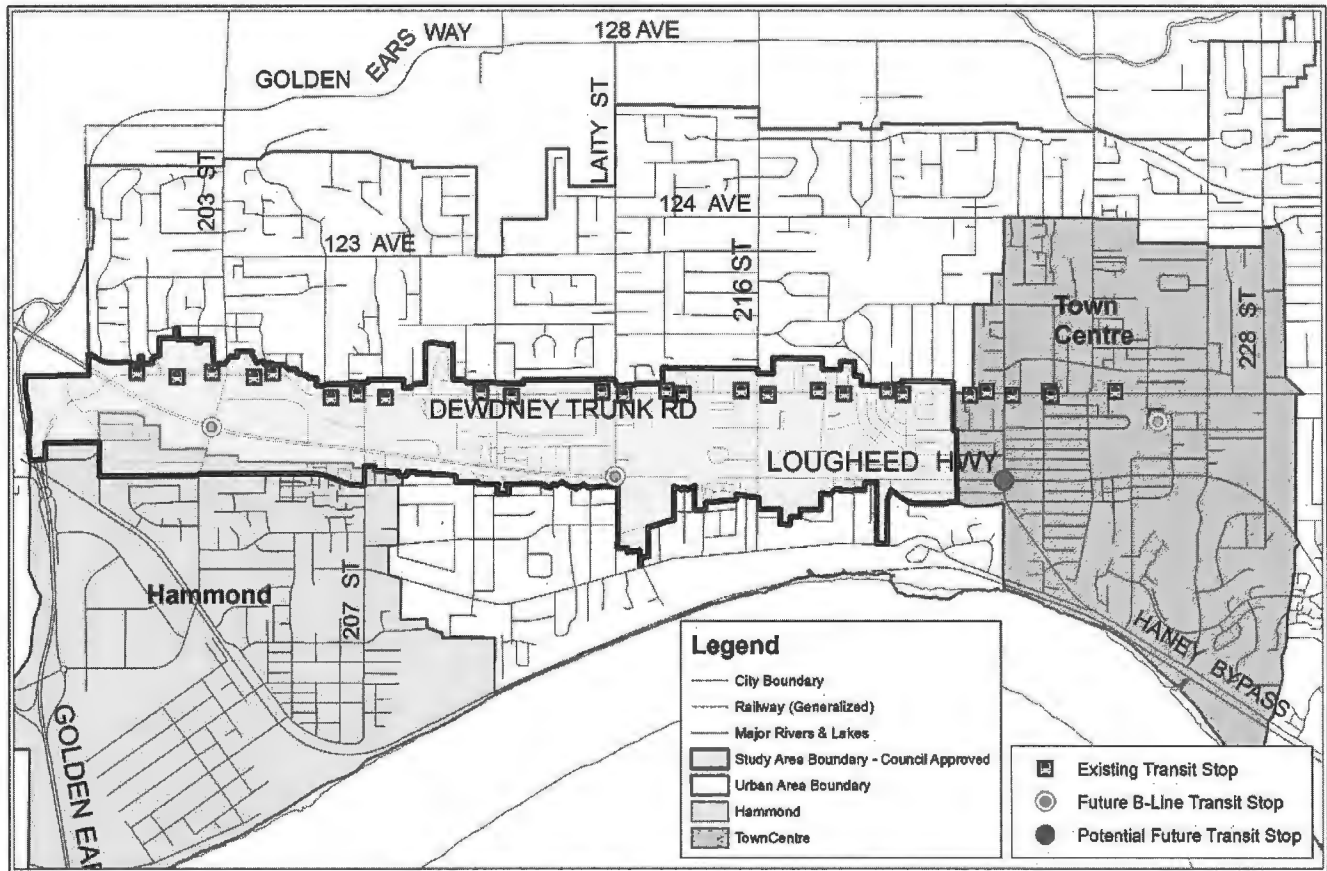 GOLDEN EARS WAY
128 AVE
LAITY ST
203 ST
124 AVE
123 AVE
216 ST
Town
Centre
228 ST
DEWDNEY TRUNK RD
LOUGHEED HWY
Hammond
207 ST
HANEY BYPASS
GOLDEN EAR
Legend
City Boundary
Railway (Generalized)
Major Rivers & Lakes
Study Area Boundary - Council Approved
Urban Area Boundary
Hammond
TownCentre
Existing Transit Stop
Future B-Line Transit Stop
Potential Future Transit Stop